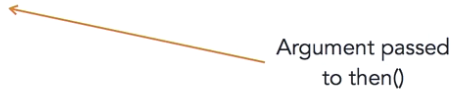 Argument passed
to then()